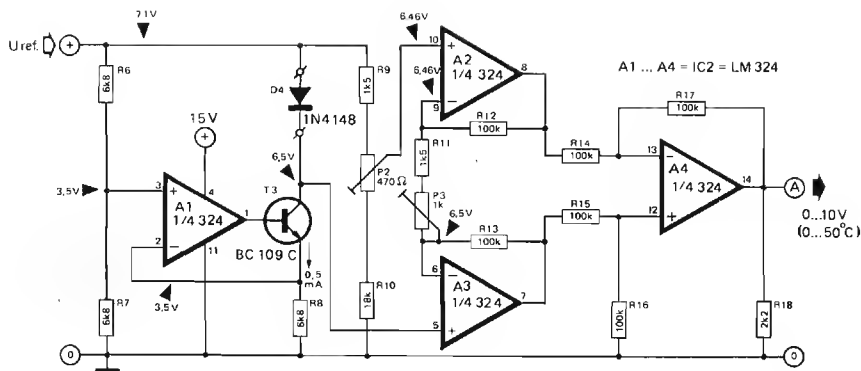 7.1V
6,46V
Uref.
+
R6
6k8
D4
1N4148
R9
1k5
10
+
A2
1/4 324
8
6,46V
9
−
A1 ... A4 = IC2 = LM 324
R17
100k
R12
100k
R14
100k
13
−
A4
1/4 324
14
12
+
A
0...10V
(0...50°C)
15V
+
3,5V
3
+
4
A1
1/4 324
1
2
−
11
6,5V
T3
BC 109 C
P2
470 Ω
R11
1k5
P3
1k
6,5V
R13
100k
R15
100k
6
−
A3
1/4 324
7
5
+
3,5V
0,5
mA
R7
6k8
R8
6k8
R10
18k
R16
100k
R18
2k2
0
0